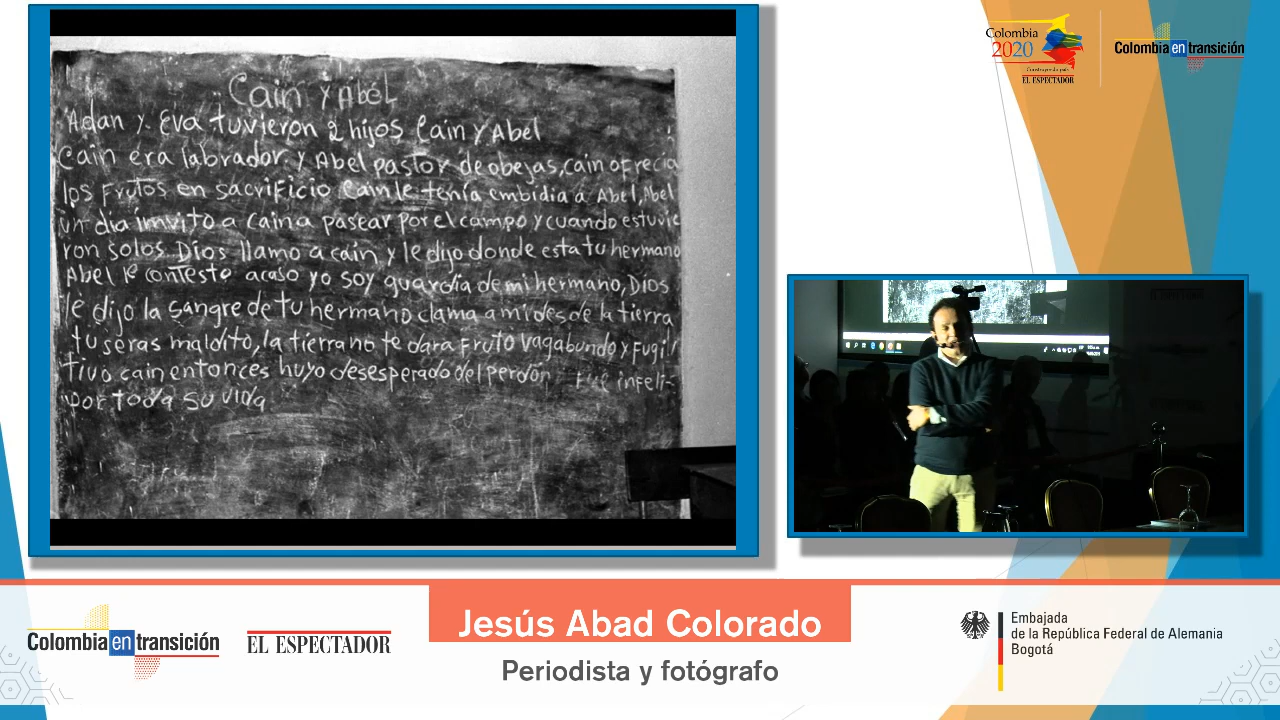 Cain y Abel
Adan y Eva tuvieron 2 hijos Cain y Abel
Cain era labrador y Abel pastor de obejas, cain ofrecia
los frutos en sacrificio Cain le tenía embidia a Abel, Abel
un dia imvito a cain a pasear por el campo y cuando estuvie
ron solos Dios llamo a cain y le dijo donde esta tu hermano
Abel le conteste acaso yo soy guardia de mi hermano, Dios
le dijo la sangre de tu hermano clama a mi desde la tierra
tu seras maldito, la tierra no te dara fruto vagabundo y fugi
tivo cain entonces huyo desesperado del perdón fue infeli
por toda su vida
Colombia
2020
Construyendo país
EL ESPECTADOR
Colombia en transición
Jesús Abad Colorado
Periodista y fotógrafo
Colombia en transición
EL ESPECTADOR
Embajada
de la República Federal de Alemania
Bogotá